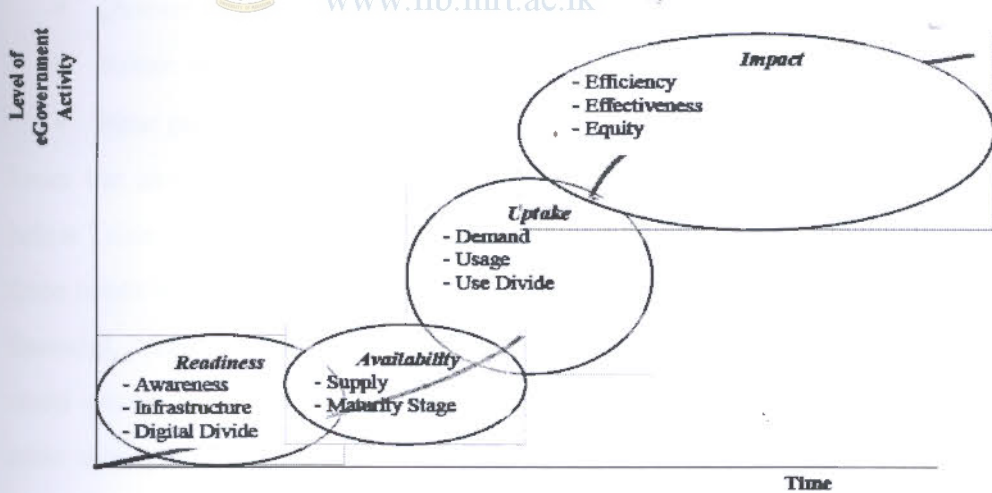 www.lib.mrt.ac.lk
Level of
eGovernment
Activity
Impact
- Efficiency
- Effectiveness
- Equity
Uptake
- Demand
- Usage
- Use Divide
Readiness
- Awareness
- Infrastructure
- Digital Divide
Availability
- Supply
- Maturity Stage
Time